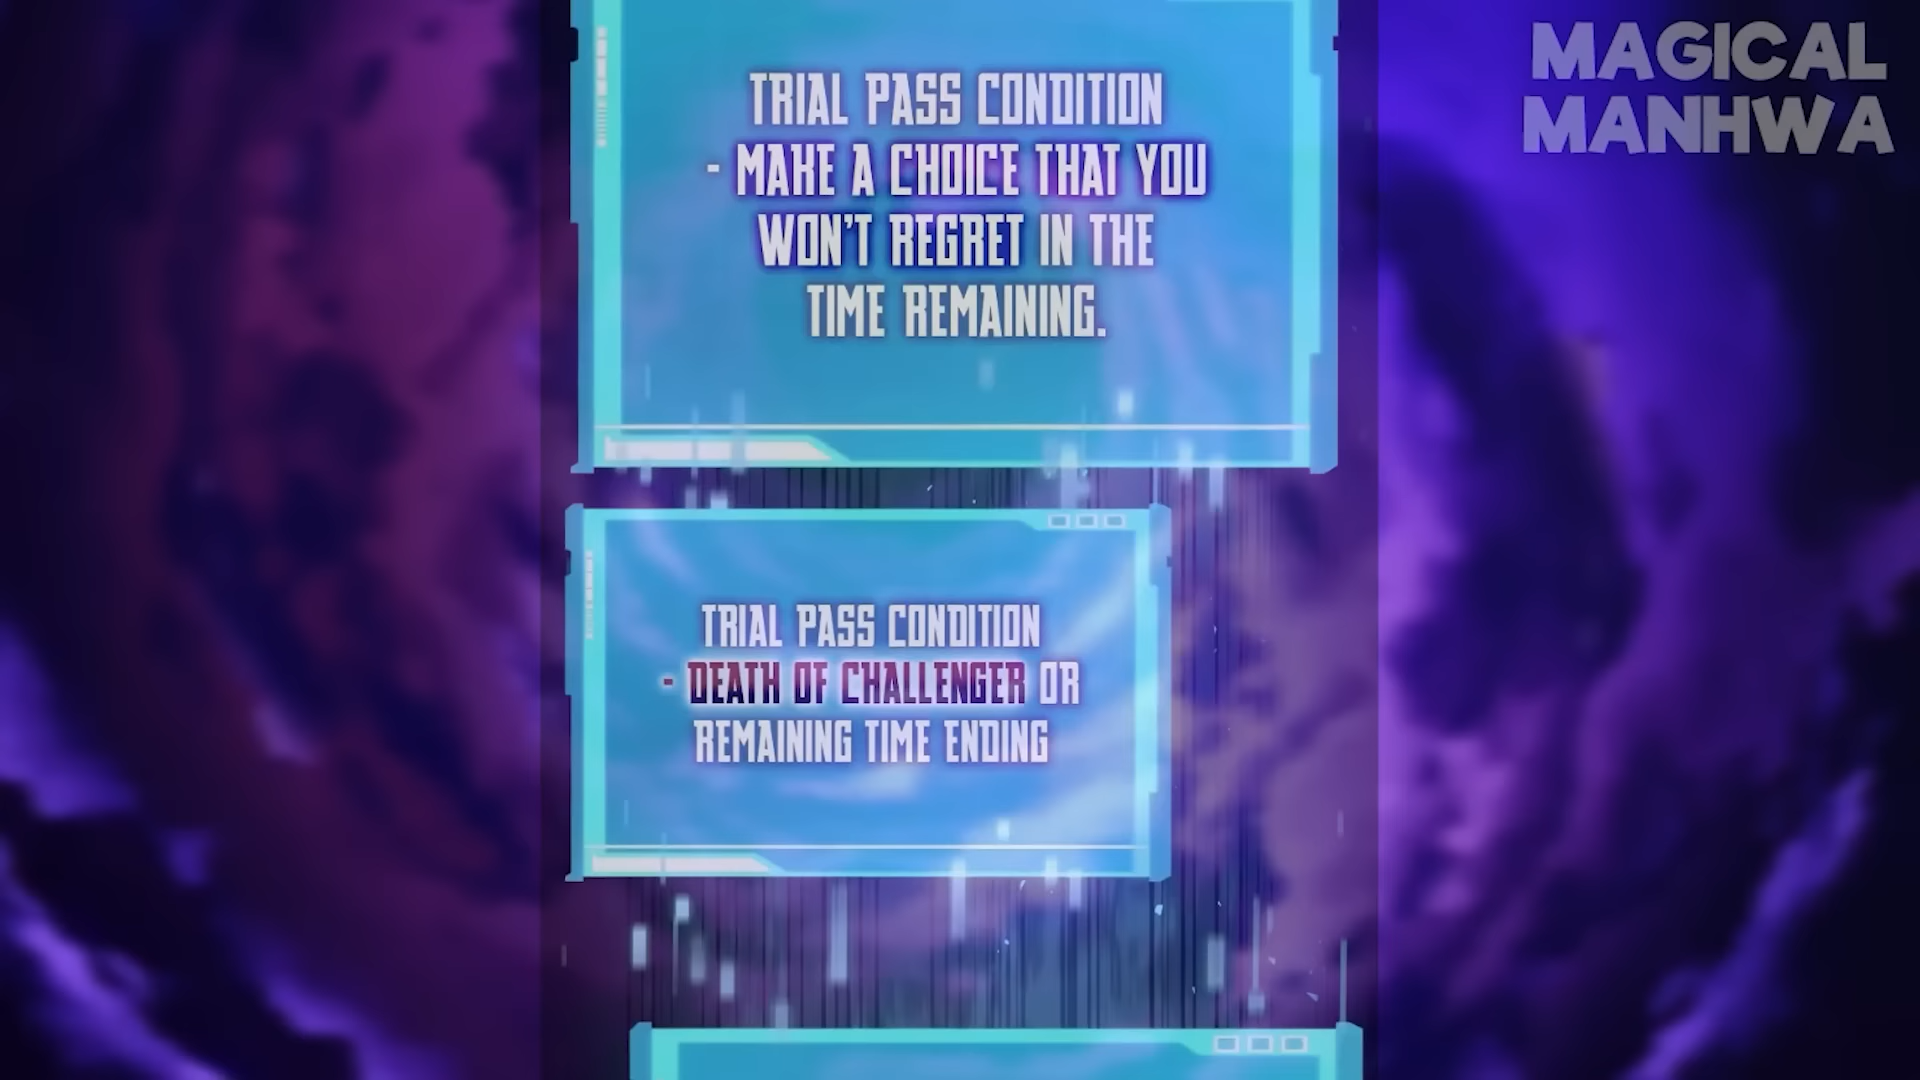 MAGICAL
MANHWA
TRIAL PASS CONDITION
- MAKE A CHOICE THAT YOU
WON'T REGRET IN THE
TIME REMAINING.
TRIAL PASS CONDITION
- DEATH OF CHALLENGER OR
REMAINING TIME ENDING